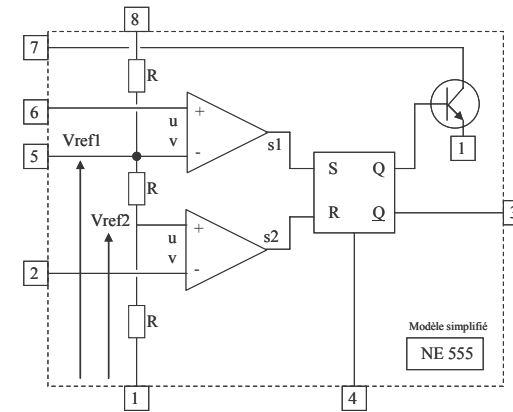 8
7
R
6
+
Vref1
u
v
s1
5
-
1
S Q
R
Vref2
+
R Q
3
u
s2
v
2
-
R
Modèle simplifié
NE 555
1
4